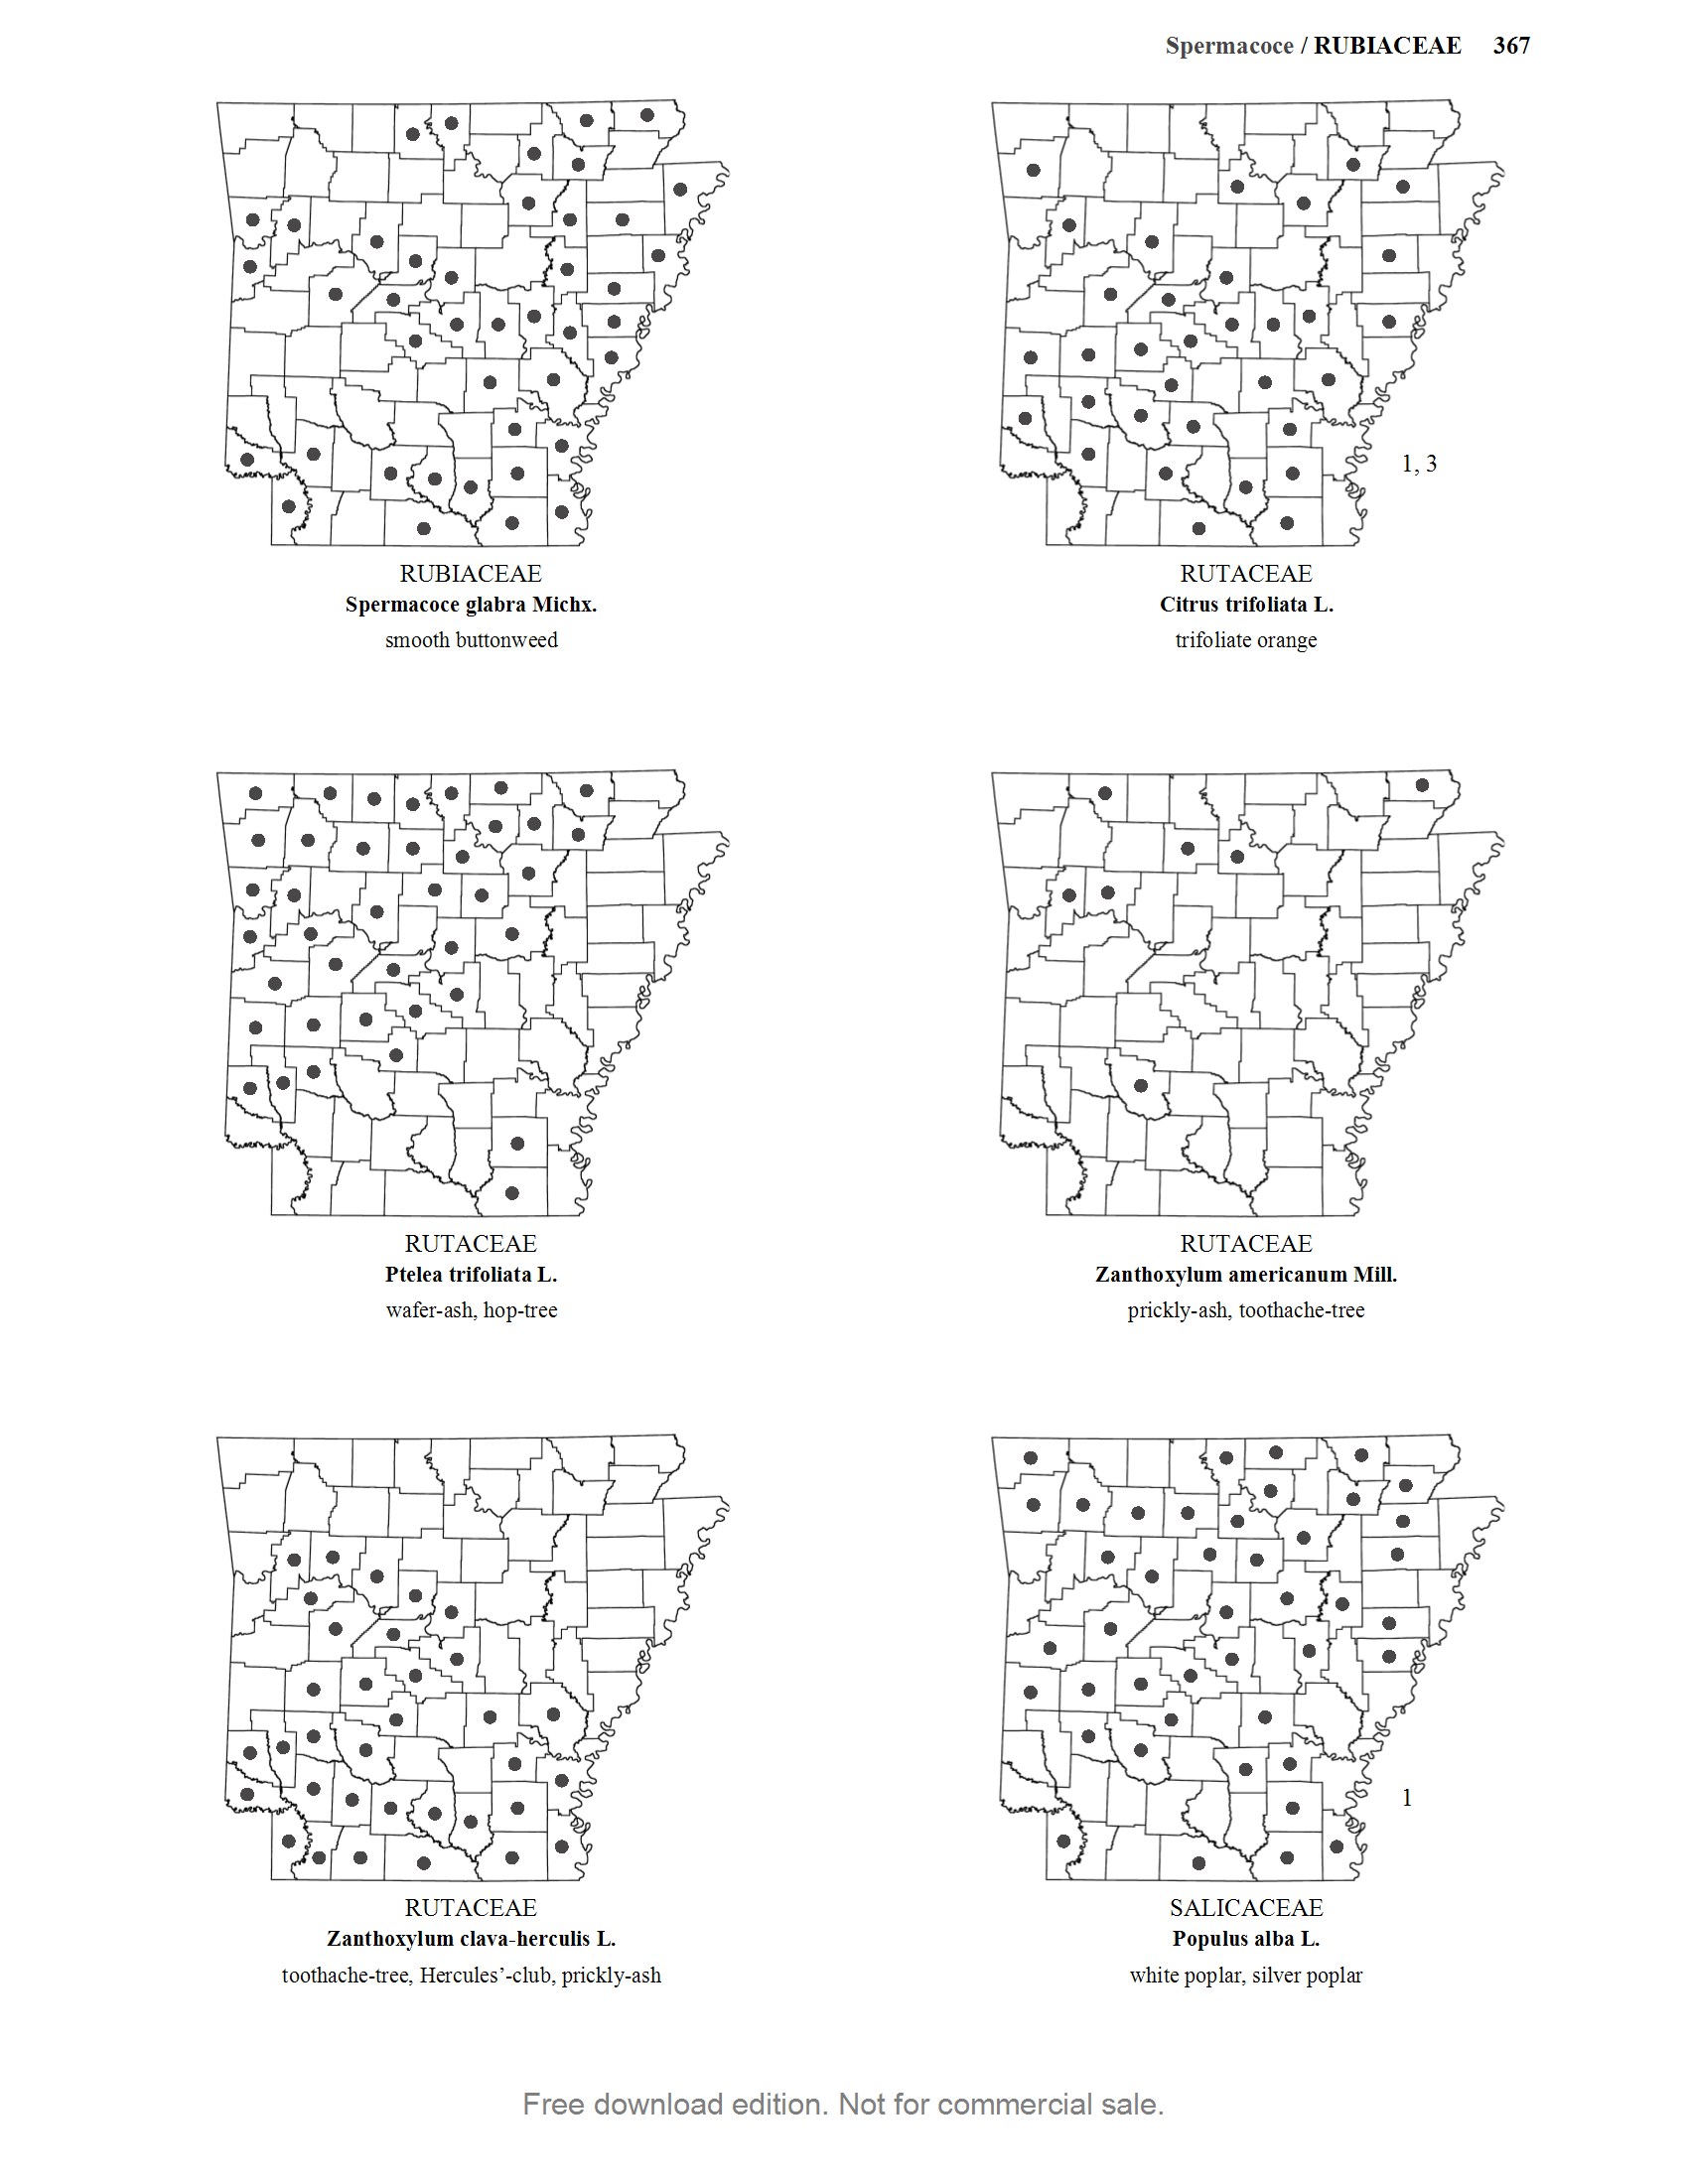 Spermacoce / RUBIACEAE 367
RUBIACEAE
Spermacoce glabra Michx.
smooth buttonweed
1, 3
RUTACEAE
Citrus trifoliata L.
trifoliate orange
RUTACEAE
Ptelea trifoliata L.
wafer-ash, hop-tree
RUTACEAE
Zanthoxylum americanum Mill.
prickly-ash, toothache-tree
RUTACEAE
Zanthoxylum clava-herculis L.
toothache-tree, Hercules’-club, prickly-ash
1
SALICACEAE
Populus alba L.
white poplar, silver poplar
Free download edition. Not for commercial sale.